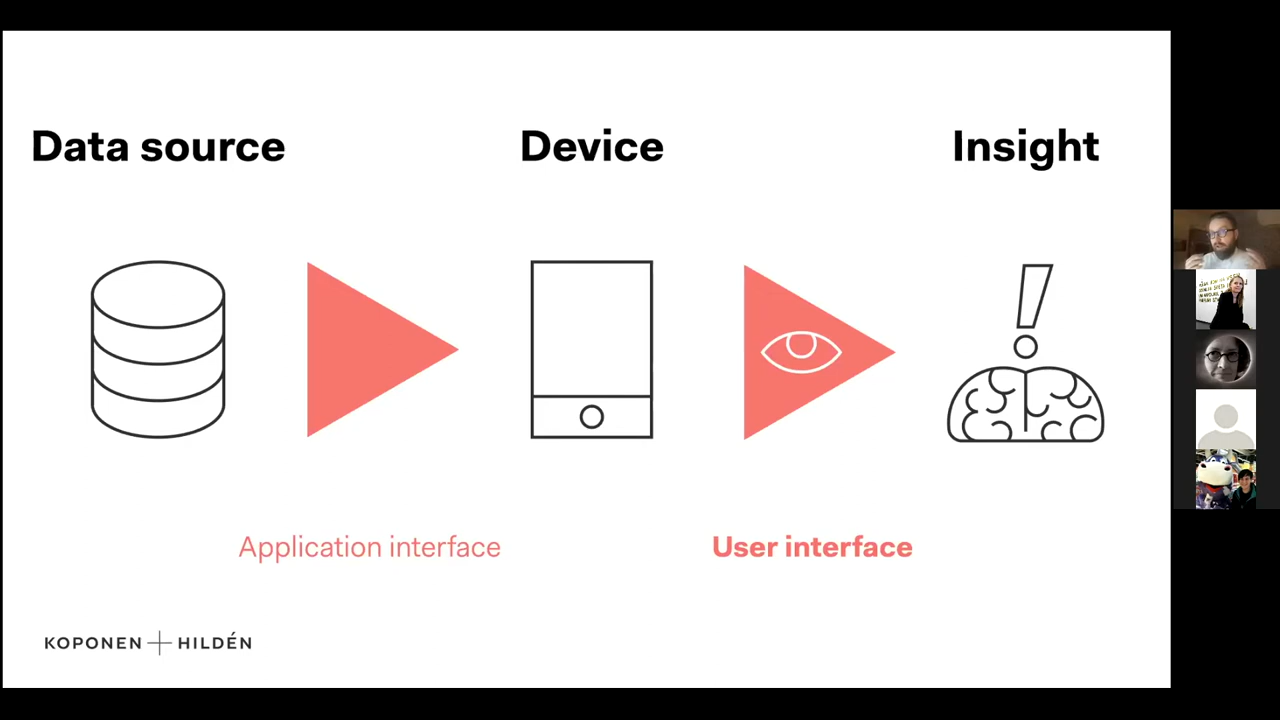 Data source
Device
Insight
Application interface
User interface
KOPONEN + HILDÉN